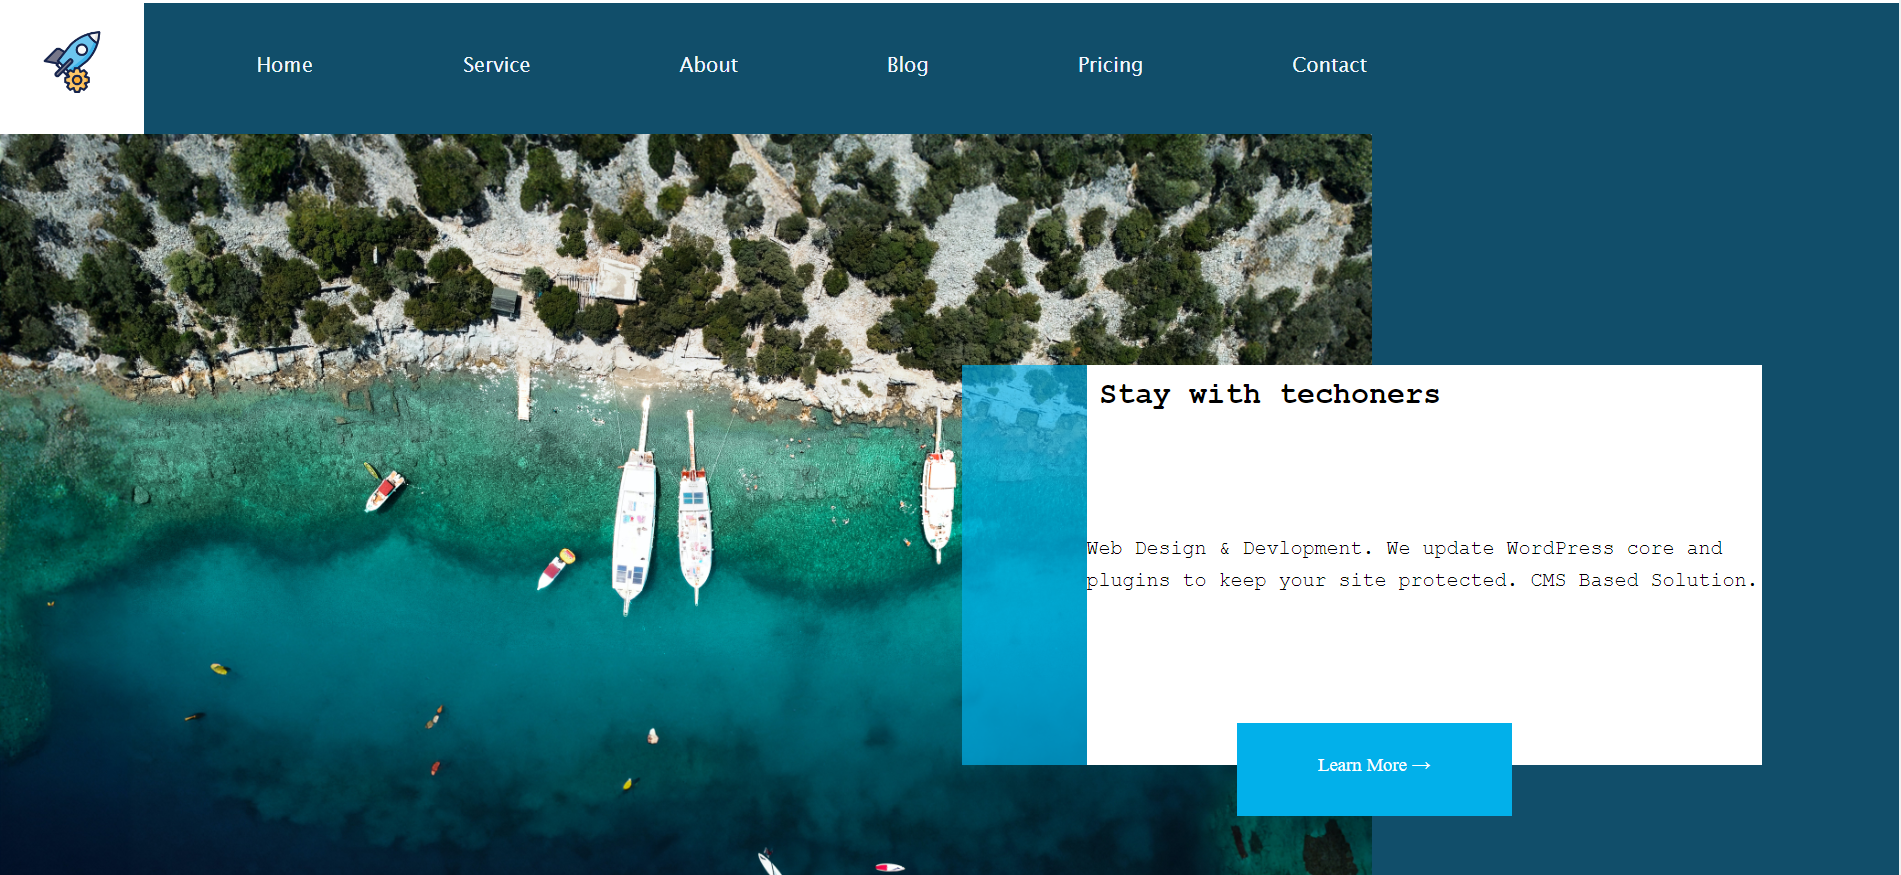 Home Service About Blog Pricing Contact
Stay with techoners
Web Design & Devlopment. We update WordPress core and
plugins to keep your site protected. CMS Based Solution.
Learn More →